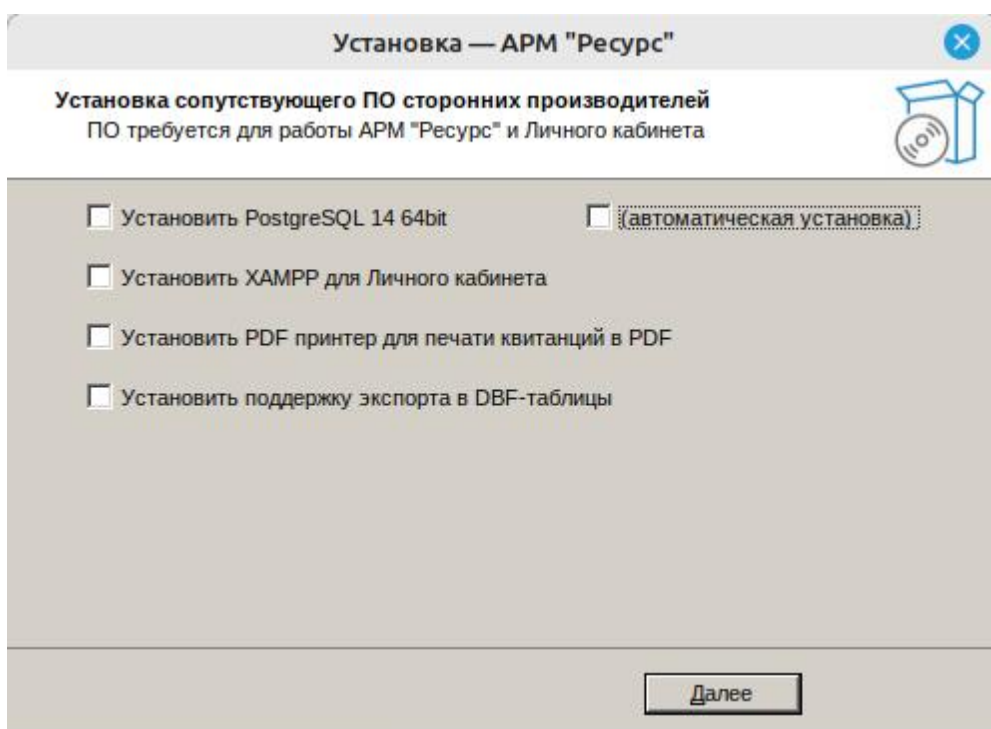 Установка — АРМ "Ресурс"
Установка сопутствующего ПО сторонних производителей
ПО требуется для работы АРМ "Ресурс" и Личного кабинета
Установить PostgreSQL 14 64bit
(автоматическая установка)
Установить XAMPP для Личного кабинета
Установить PDF принтер для печати квитанций в PDF
Установить поддержку экспорта в DBF-таблицы
Далее